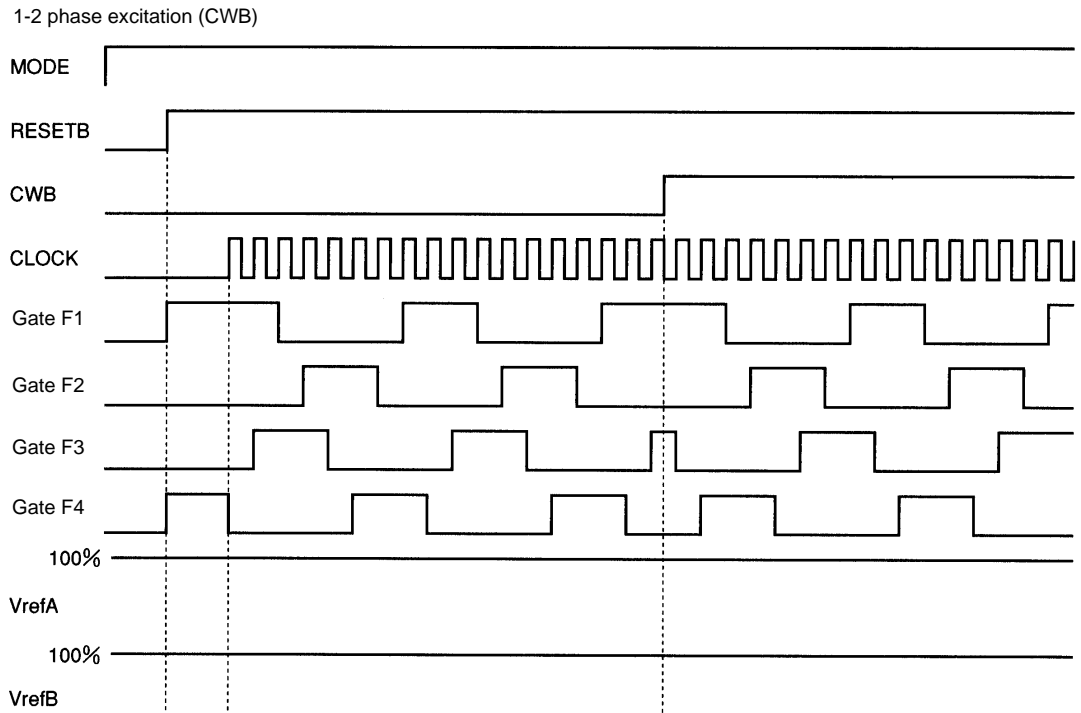 1-2 phase excitation (CWB)
MODE
RESETB
CWB
CLOCK
Gate F1
Gate F2
Gate F3
Gate F4
100%
VrefA
100%
VrefB